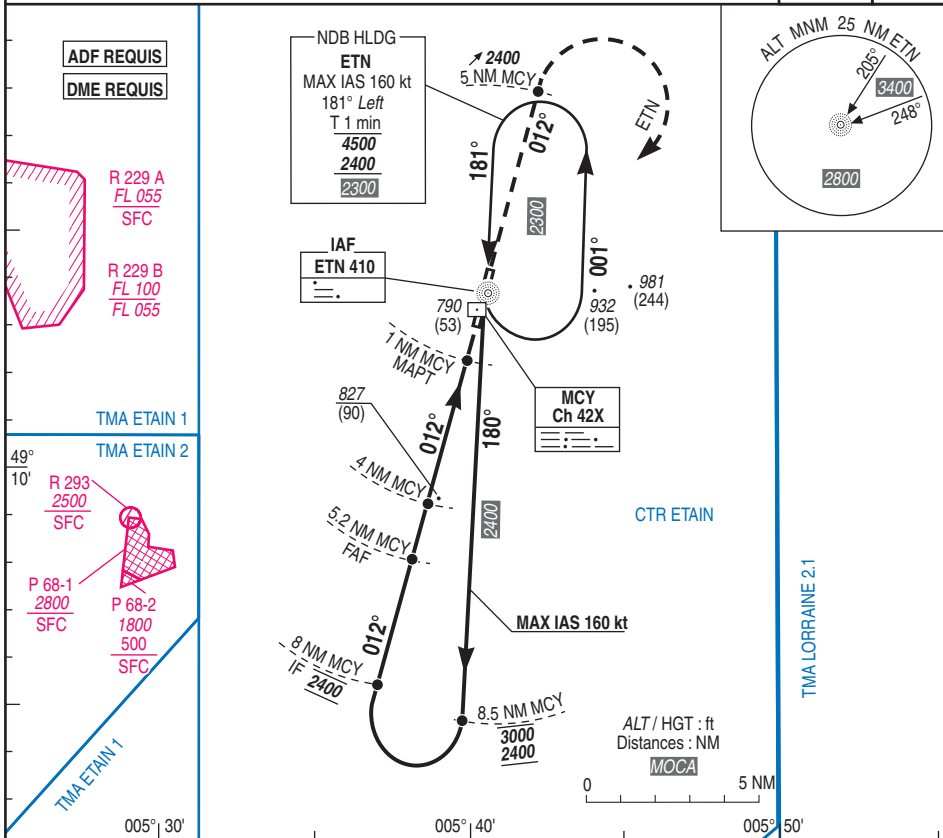 ADF REQUIS
DME REQUIS
NDB HLDG
ETN
MAX IAS 160 kt
181° Left
T 1 min
4500
2400
2300
2400
5 NM MCY
ETN
012°
181°
2300
001°
ALT MNM 25 NM ETN
205°
3400
248°
2800
R 229 A
FL 055
SFC
R 229 B
FL 100
FL 055
IAF
ETN 410
790
(53)
932
(195)
981
(244)
1 NM MCY
MAPT
MCY
Ch 42X
827
(90)
012°
180°
TMA ETAIN 1
TMA ETAIN 2
49°
10'
R 293
2500
SFC
4 NM MCY
5.2 NM MCY
FAF
2400
CTR ETAIN
P 68-1
2800
SFC
P 68-2
1800
500
SFC
012°
MAX IAS 160 kt
TMA LORRAINE 2.1
8 NM MCY
IF 2400
8.5 NM MCY
3000
2400
ALT / HGT : ft
Distances : NM
MOCA
0
5 NM
TMA ETAIN 1
005° 30'
005° 40'
005° 50'